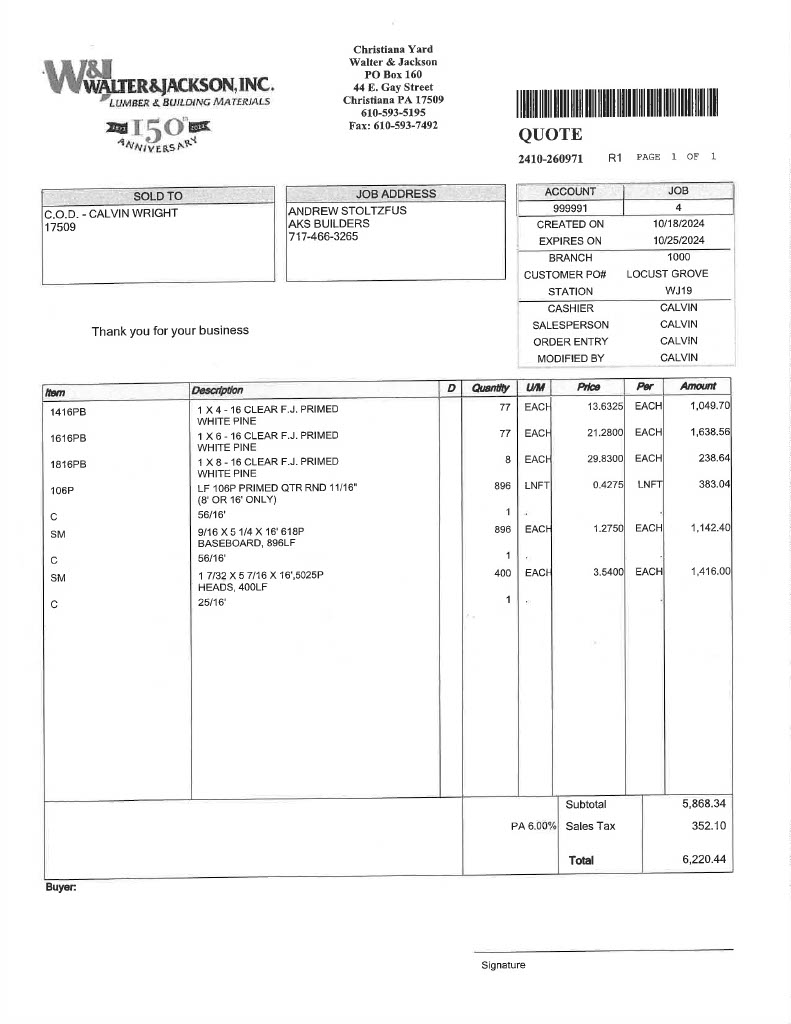 W&J
WALTER&JACKSON, INC.
LUMBER & BUILDING MATERIALS
150th
ANNIVERSARY
Christiana Yard
Walter & Jackson
PO Box 160
44 E. Gay Street
Christiana PA 17509
610-593-5195
Fax: 610-593-7492
QUOTE
2410-260971 R1 PAGE 1 OF 1
SOLD TO
C.O.D. - CALVIN WRIGHT
17509
JOB ADDRESS
ANDREW STOLTZFUS
AKS BUILDERS
717-466-3265
ACCOUNT JOB
999991 4
CREATED ON 10/18/2024
EXPIRES ON 10/25/2024
BRANCH 1000
CUSTOMER PO# LOCUST GROVE
STATION WJ19
CASHIER CALVIN
SALESPERSON CALVIN
ORDER ENTRY CALVIN
MODIFIED BY CALVIN
Thank you for your business
Item Description D Quantity U/M Price Per Amount
1416PB 1 X 4 - 16 CLEAR F.J. PRIMED 77 EACH 13.6325 EACH 1,049.70
WHITE PINE
1616PB 1 X 6 - 16 CLEAR F.J. PRIMED 77 EACH 21.2800 EACH 1,638.56
WHITE PINE
1816PB 1 X 8 - 16 CLEAR F.J. PRIMED 8 EACH 29.8300 EACH 238.64
WHITE PINE
106P LF 106P PRIMED QTR RND 11/16" 896 LNFT 0.4275 LNFT 383.04
(8' OR 16' ONLY)
C 56/16' 1 . .
SM 9/16 X 5 1/4 X 16' 618P 896 EACH 1.2750 EACH 1,142.40
BASEBOARD, 896LF
C 56/16' 1 . .
SM 1 7/32 X 5 7/16 X 16',5025P 400 EACH 3.5400 EACH 1,416.00
HEADS, 400LF
C 25/16' 1 . .
Subtotal 5,868.34
PA 6.00% Sales Tax 352.10
Total 6,220.44
Buyer:
Signature